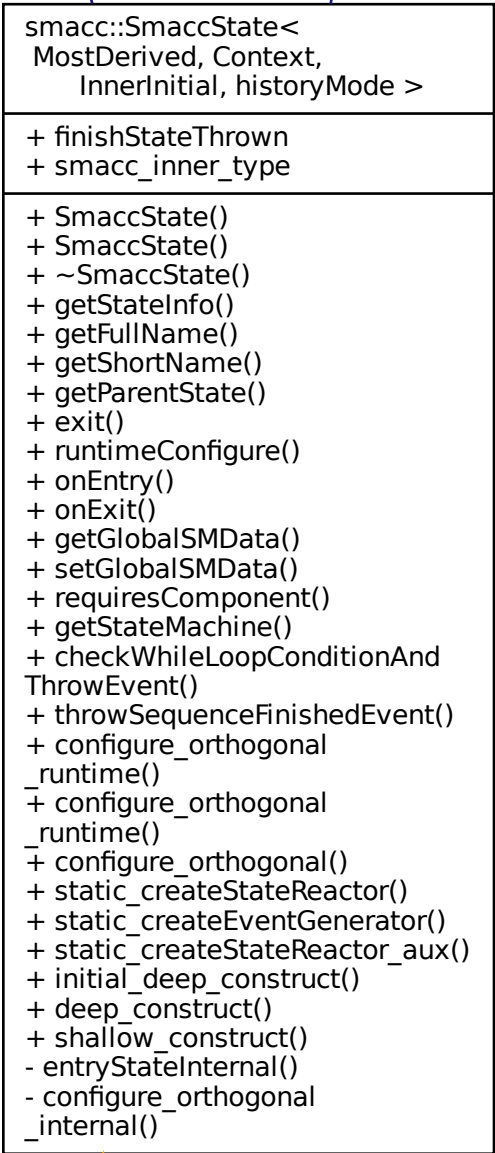 smacc::SmaccState<
MostDerived, Context,
InnerInitial, historyMode >
+ finishStateThrown
+ smacc_inner_type
+ SmaccState()
+ SmaccState()
+ ~SmaccState()
+ getStateInfo()
+ getFullName()
+ getShortName()
+ getParentState()
+ exit()
+ runtimeConfigure()
+ onEntry()
+ onExit()
+ getGlobalSMData()
+ setGlobalSMData()
+ requiresComponent()
+ getStateMachine()
+ checkWhileLoopConditionAnd
ThrowEvent()
+ throwSequenceFinishedEvent()
+ configure_orthogonal
_runtime()
+ configure_orthogonal
_runtime()
+ configure_orthogonal()
+ static_createStateReactor()
+ static_createEventGenerator()
+ static_createStateReactor_aux()
+ initial_deep_construct()
+ deep_construct()
+ shallow_construct()
- entryStateInternal()
- configure_orthogonal
_internal()